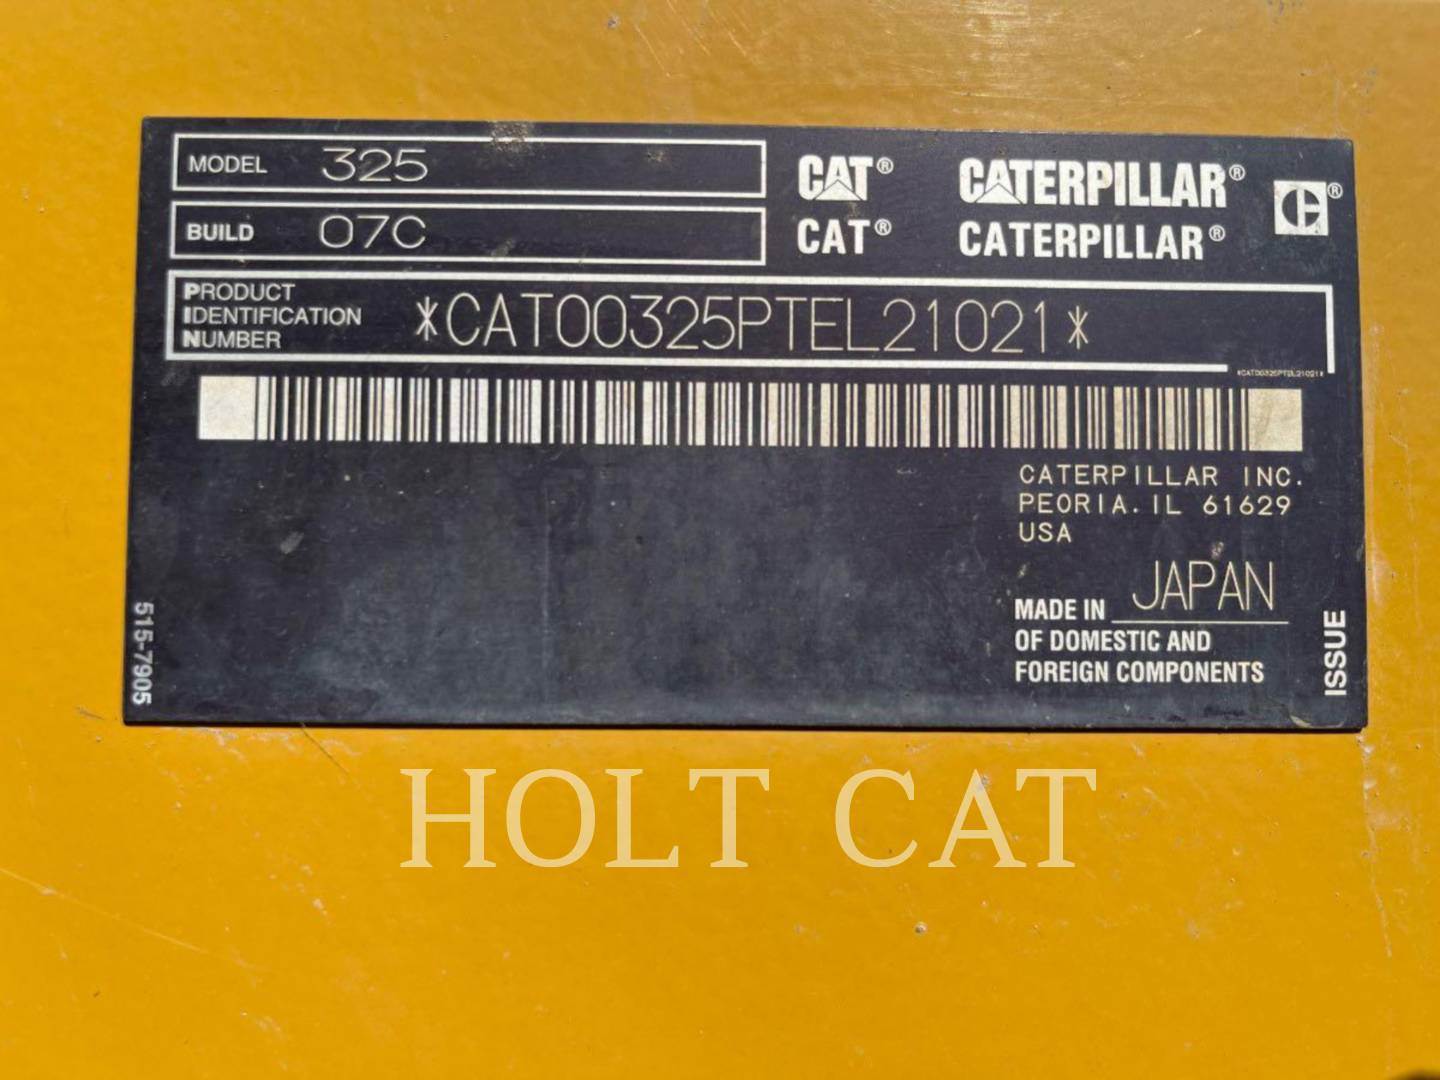 MODEL 325
BUILD 07C
CAT® CATERPILLAR® ®
CAT® CATERPILLAR®
PRODUCT
IDENTIFICATION
NUMBER
*CAT00325PTEL21021*
*CAT00325PTEL21021*
CATERPILLAR INC.
PEORIA. IL 61629
USA
MADE IN JAPAN
OF DOMESTIC AND
FOREIGN COMPONENTS
515-7905
ISSUE
HOLT CAT